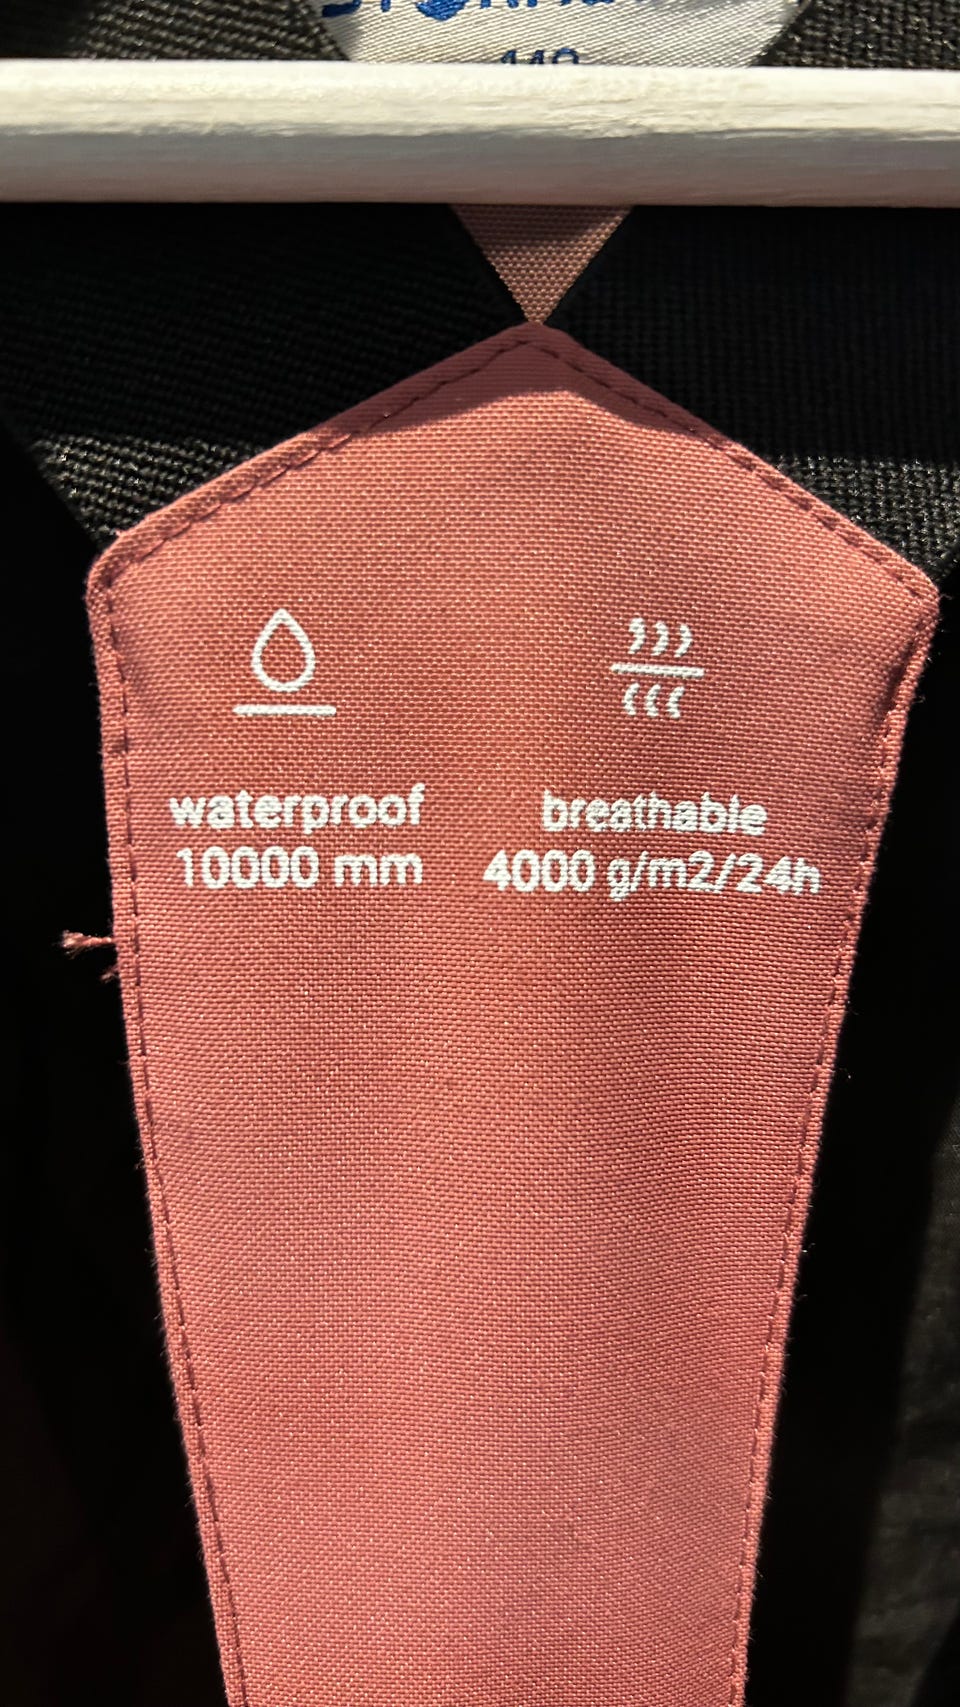 waterproof
10000 mm
breathable
4000 g/m2/24h